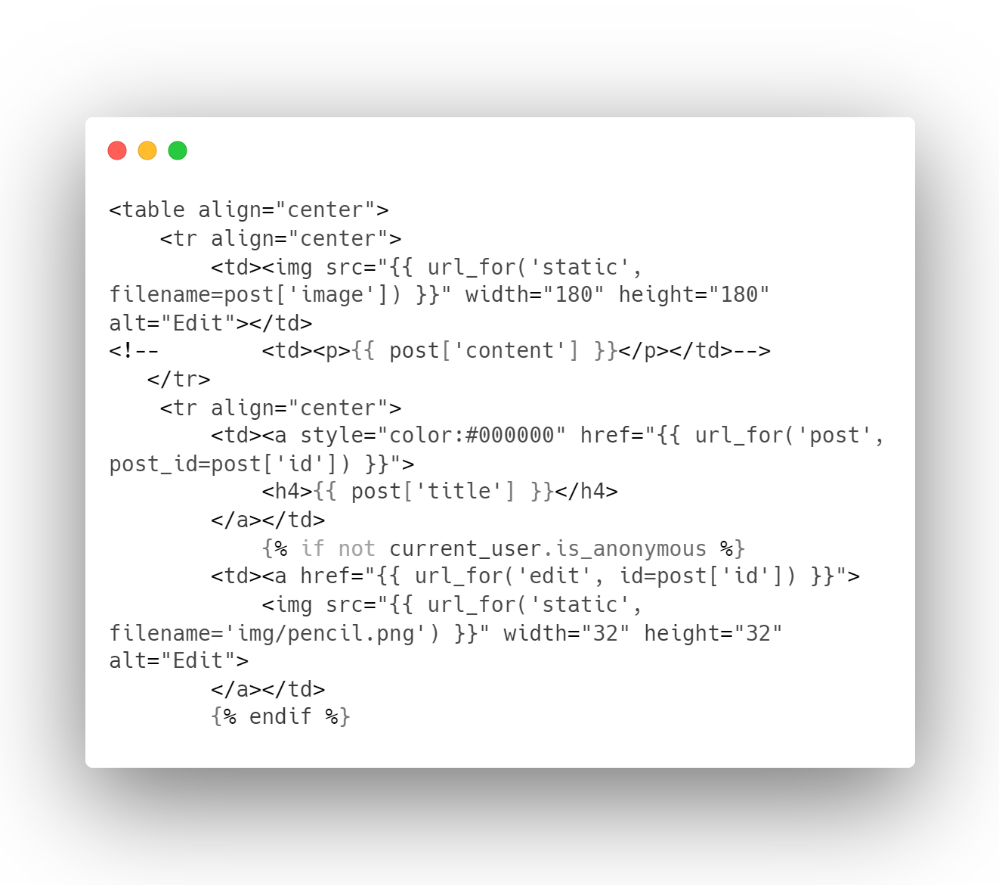 <table align="center">
    <tr align="center">
        <td><img src="{{ url_for('static',
filename=post['image']) }}" width="180" height="180"
alt="Edit"></td>
<!--        <td><p>{{ post['content'] }}</p></td>-->
   </tr>
    <tr align="center">
        <td><a style="color:#000000" href="{{ url_for('post',
post_id=post['id']) }}">
            <h4>{{ post['title'] }}</h4>
        </a></td>
            {% if not current_user.is_anonymous %}
        <td><a href="{{ url_for('edit', id=post['id']) }}">
            <img src="{{ url_for('static',
filename='img/pencil.png') }}" width="32" height="32"
alt="Edit">
        </a></td>
        {% endif %}